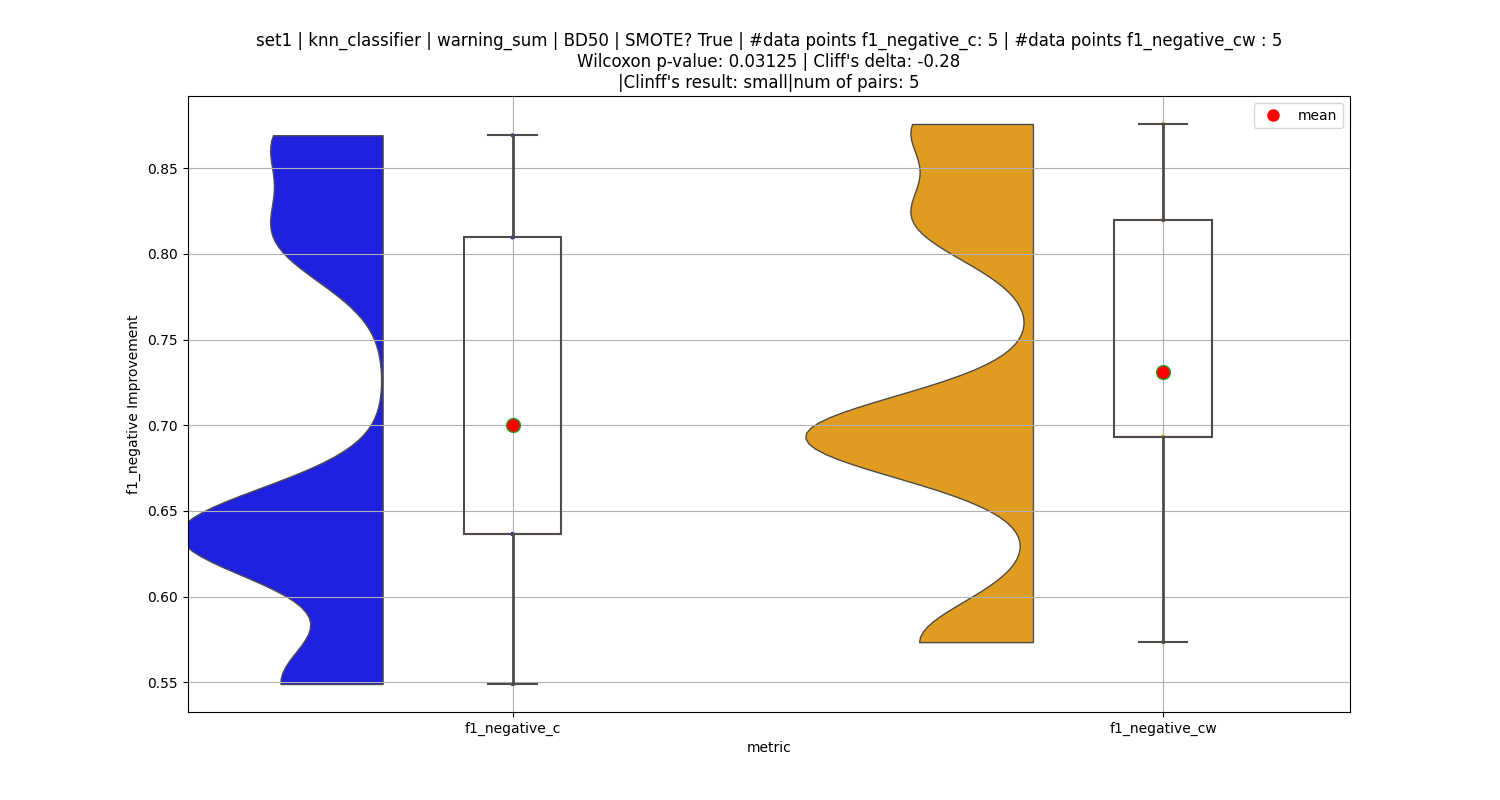 set1 | knn_classifier | warning_sum | BD50 | SMOTE? True | #data points f1_negative_c: 5 | #data points f1_negative_cw : 5
Wilcoxon p-value: 0.03125 | Cliff's delta: -0.28
|Clinff's result: small|num of pairs: 5
mean
0.85
0.80
0.75
0.70
0.65
0.60
0.55
f1_negative Improvement
f1_negative_c
f1_negative_cw
metric